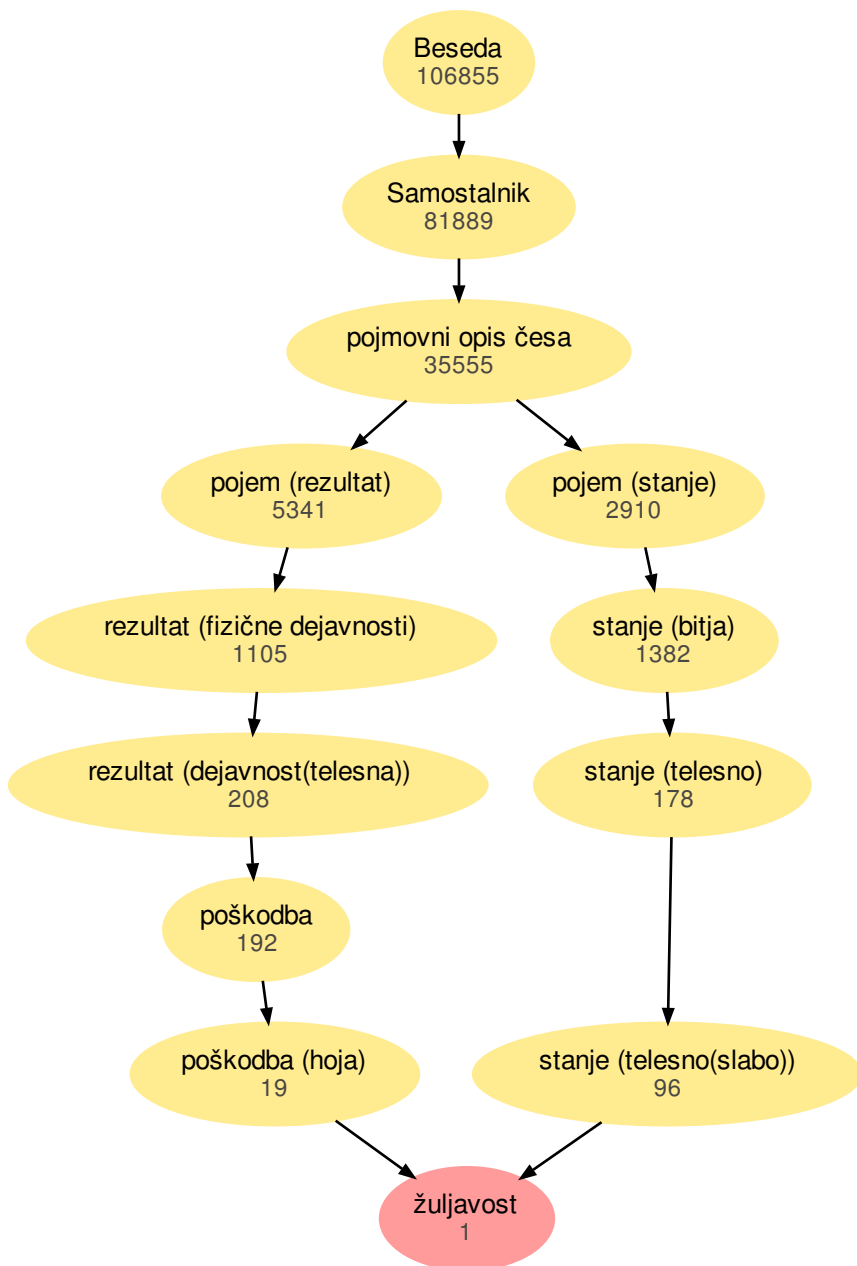 Beseda
106855
Samostalnik
81889
pojmovni opis česa
35555
pojem (rezultat)
5341
pojem (stanje)
2910
rezultat (fizične dejavnosti)
1105
stanje (bitja)
1382
rezultat (dejavnost(telesna))
208
stanje (telesno)
178
poškodba
192
poškodba (hoja)
19
stanje (telesno(slabo))
96
žuljavost
1